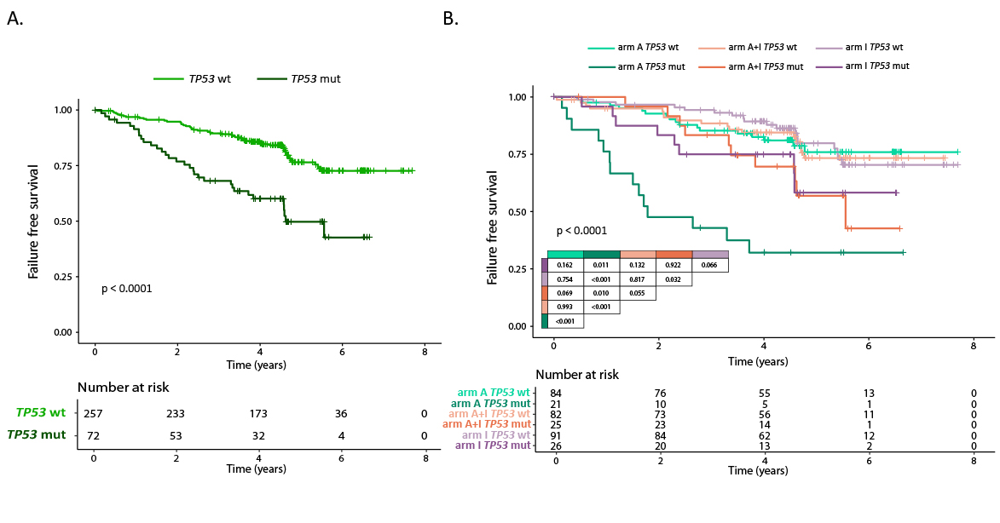 A.
TP53 wt TP53 mut
Failure free survival
1.00
0.75
0.50
0.25
0.00
p < 0.0001
0 2 4 6 8
Time (years)
Number at risk
TP53 wt 257 233 173 36 0
TP53 mut 72 53 32 4 0
0 2 4 6 8
Time (years)
B.
arm A TP53 wt arm A+I TP53 wt arm I TP53 wt
arm A TP53 mut arm A+I TP53 mut arm I TP53 mut
Failure free survival
1.00
0.75
0.50
0.25
0.00
p < 0.0001
0.162 0.011 0.132 0.922 0.066
0.754 <0.001 0.817 0.032
0.069 0.010 0.055
0.993 <0.001
<0.001
0 2 4 6 8
Time (years)
Number at risk
arm A TP53 wt 84 76 55 13 0
arm A TP53 mut 21 10 5 1 0
arm A+I TP53 wt 82 73 56 11 0
arm A+I TP53 mut 25 23 14 1 0
arm I TP53 wt 91 84 62 12 0
arm I TP53 mut 26 20 13 2 0
0 2 4 6 8
Time (years)